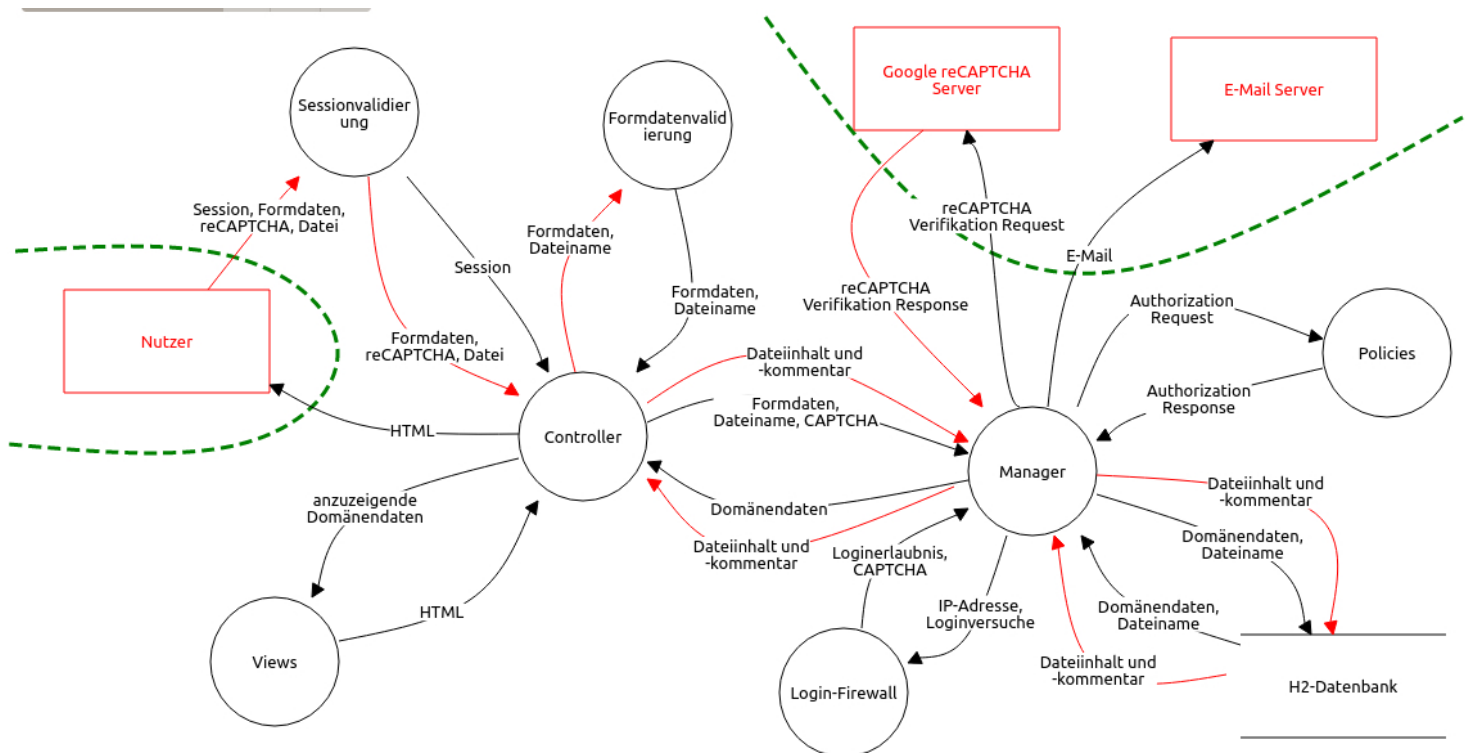 Google reCAPTCHA
Server
E-Mail Server
Sessionvalidier
ung
Formdatenvalid
ierung
Session, Formdaten,
reCAPTCHA, Datei
reCAPTCHA
Verifikation Request
Formdaten,
Dateiname
E-Mail
Session
reCAPTCHA
Verifikation Response
Formdaten,
Dateiname
Authorization
Request
Nutzer
Formdaten,
reCAPTCHA, Datei
Policies
Dateiinhalt und
-kommentar
Authorization
Response
Formdaten,
Dateiname, CAPTCHA
HTML
Controller
Manager
Dateiinhalt und
-kommentar
anzuzeigende
Domänendaten
Domänendaten
Domänendaten,
Dateiname
Dateiinhalt und
-kommentar
Loginerlaubnis,
CAPTCHA
HTML
IP-Adresse,
Loginversuche
Domänendaten,
Dateiname
Views
Dateiinhalt und
-kommentar
Login-Firewall
H2-Datenbank